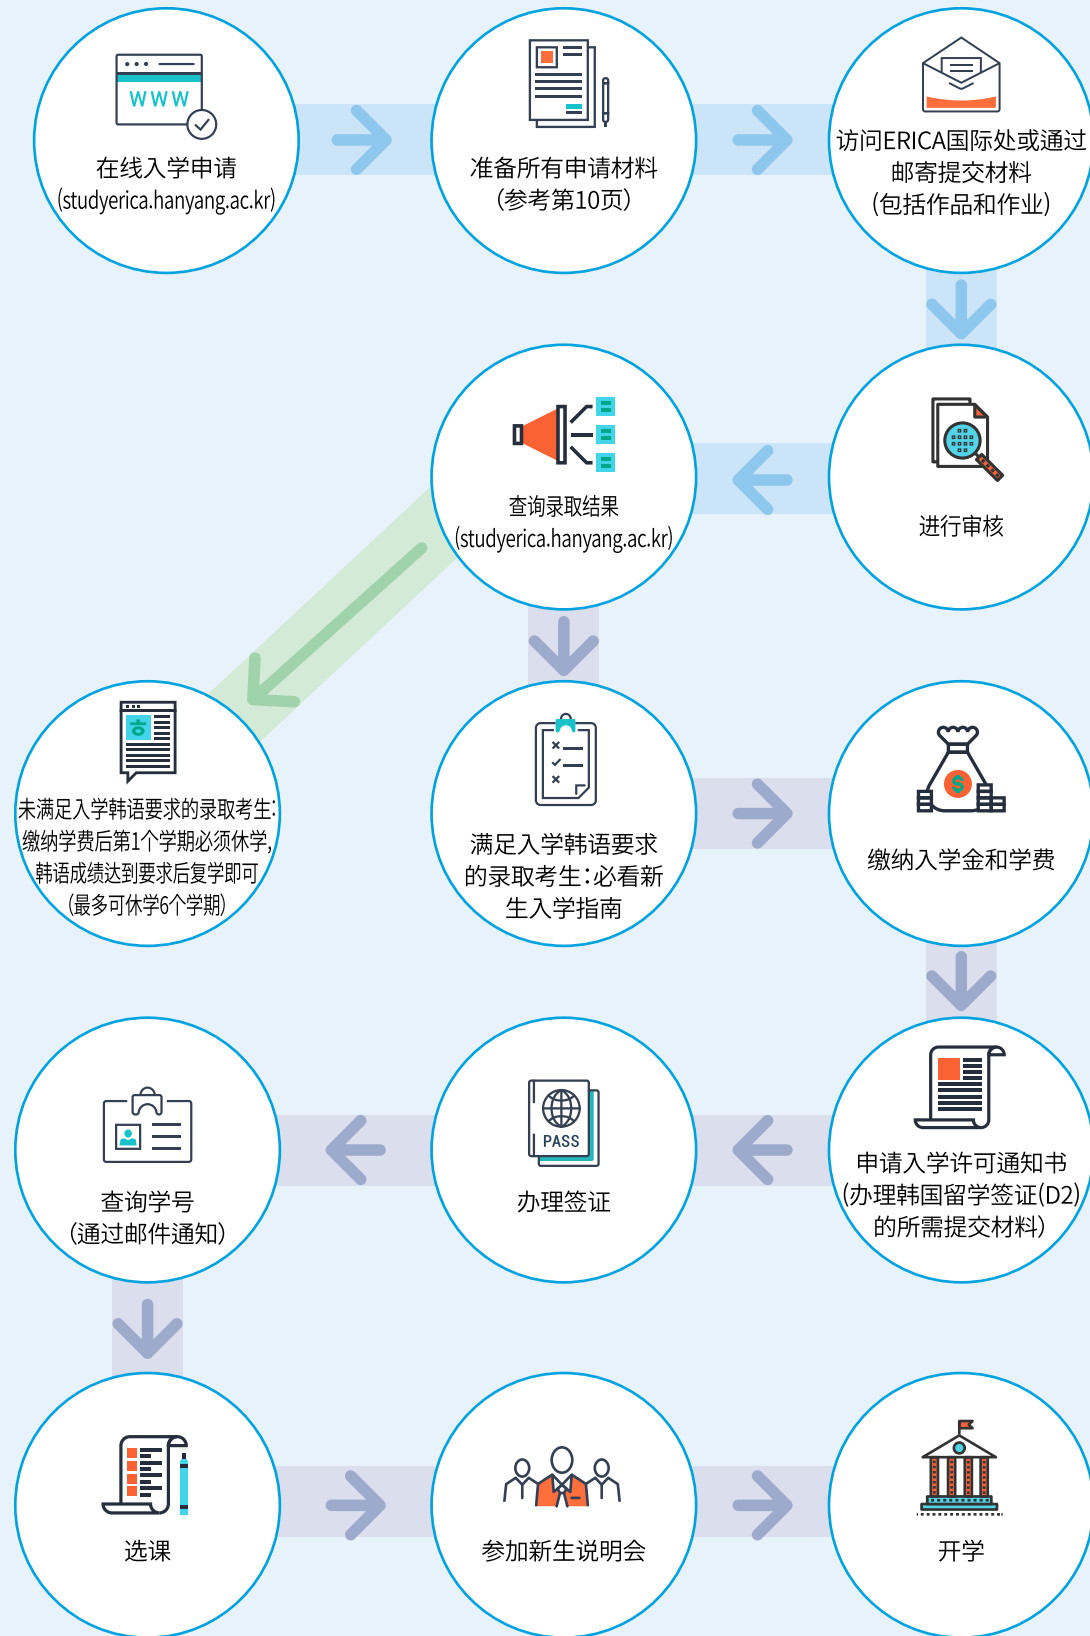 WWW
在线入学申请
(studyerica.hanyang.ac.kr)
准备所有申请材料
(参考第10页)
访问ERICA国际处或通过
邮寄提交材料
(包括作品和作业)
进行审核
查询录取结果
(studyerica.hanyang.ac.kr)
ㅎ
未满足入学韩语要求的录取考生:
缴纳学费后第1个学期必须休学,
韩语成绩达到要求后复学即可
(最多可休学6个学期)
满足入学韩语要求
的录取考生：必看新
生入学指南
$
缴纳入学金和学费
申请入学许可通知书
(办理韩国留学签证(D2)
的所需提交材料)
PASS
办理签证
查询学号
(通过邮件通知)
选课
参加新生说明会
开学